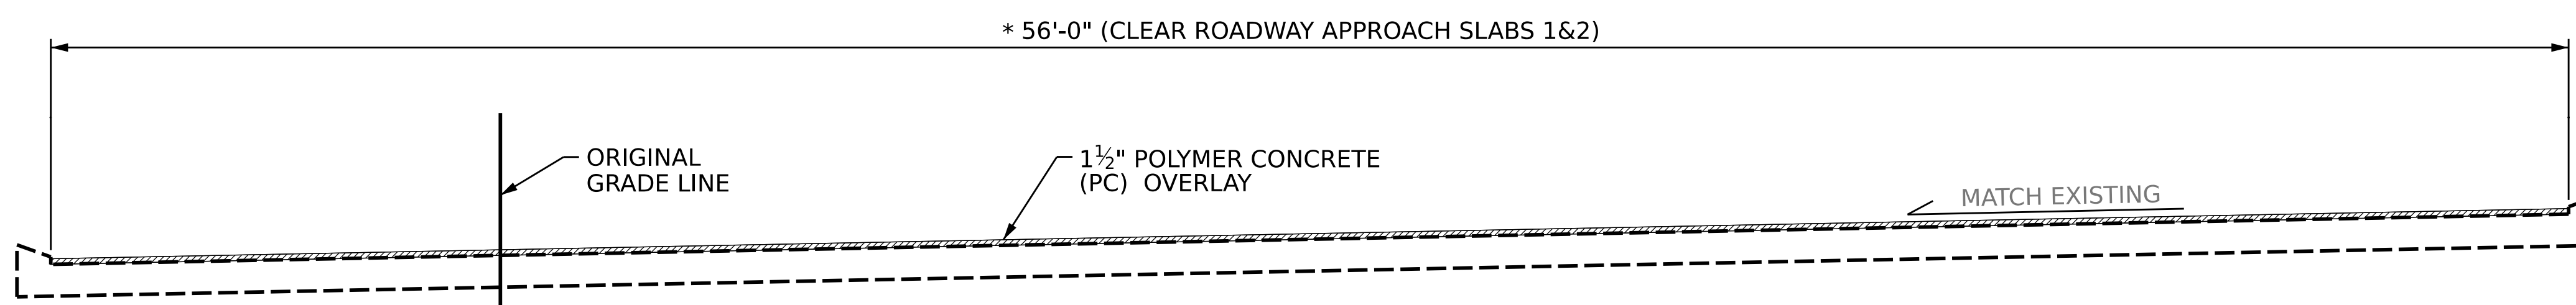 * 56'-0" (CLEAR ROADWAY APPROACH SLABS 1&2)
ORIGINAL
GRADE LINE
1½" POLYMER CONCRETE
(PC) OVERLAY
MATCH EXISTING